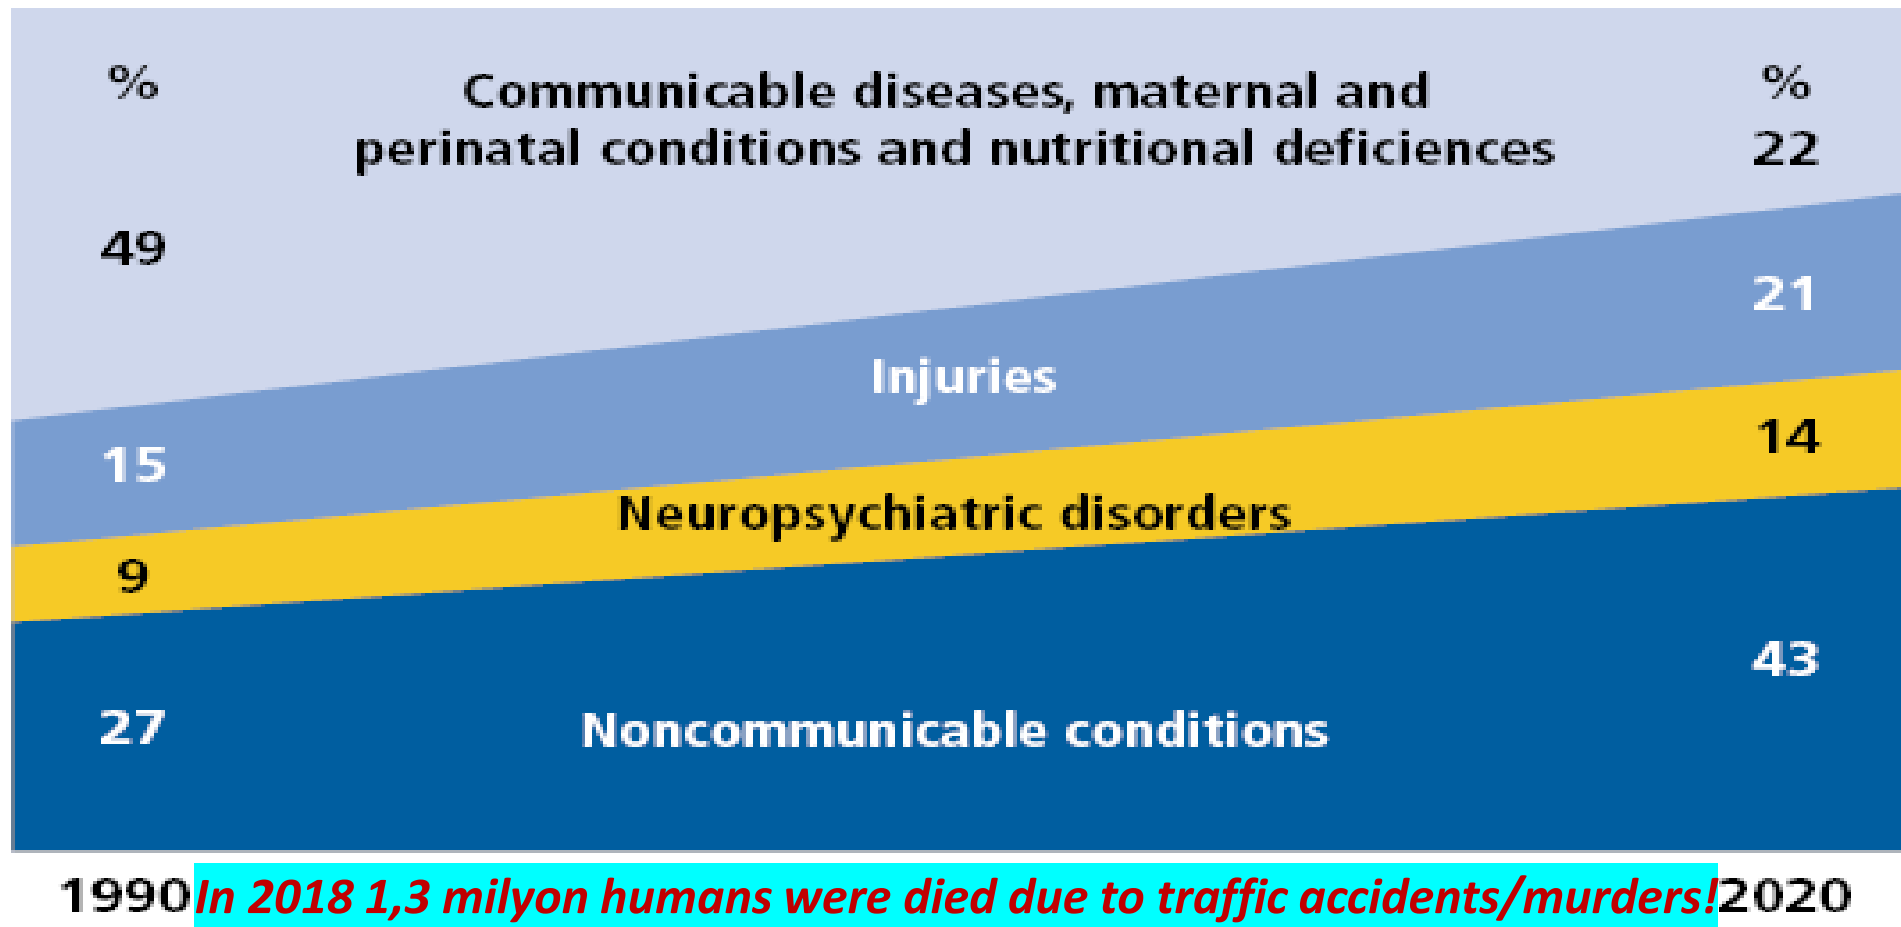 %
Communicable diseases, maternal and
%
perinatal conditions and nutritional deficiences
22
49
21
Injuries
15
14
Neuropsychiatric disorders
9
43
27
Noncommunicable conditions
1990 In 2018 1,3 milyon humans were died due to traffic accidents/murders! 2020